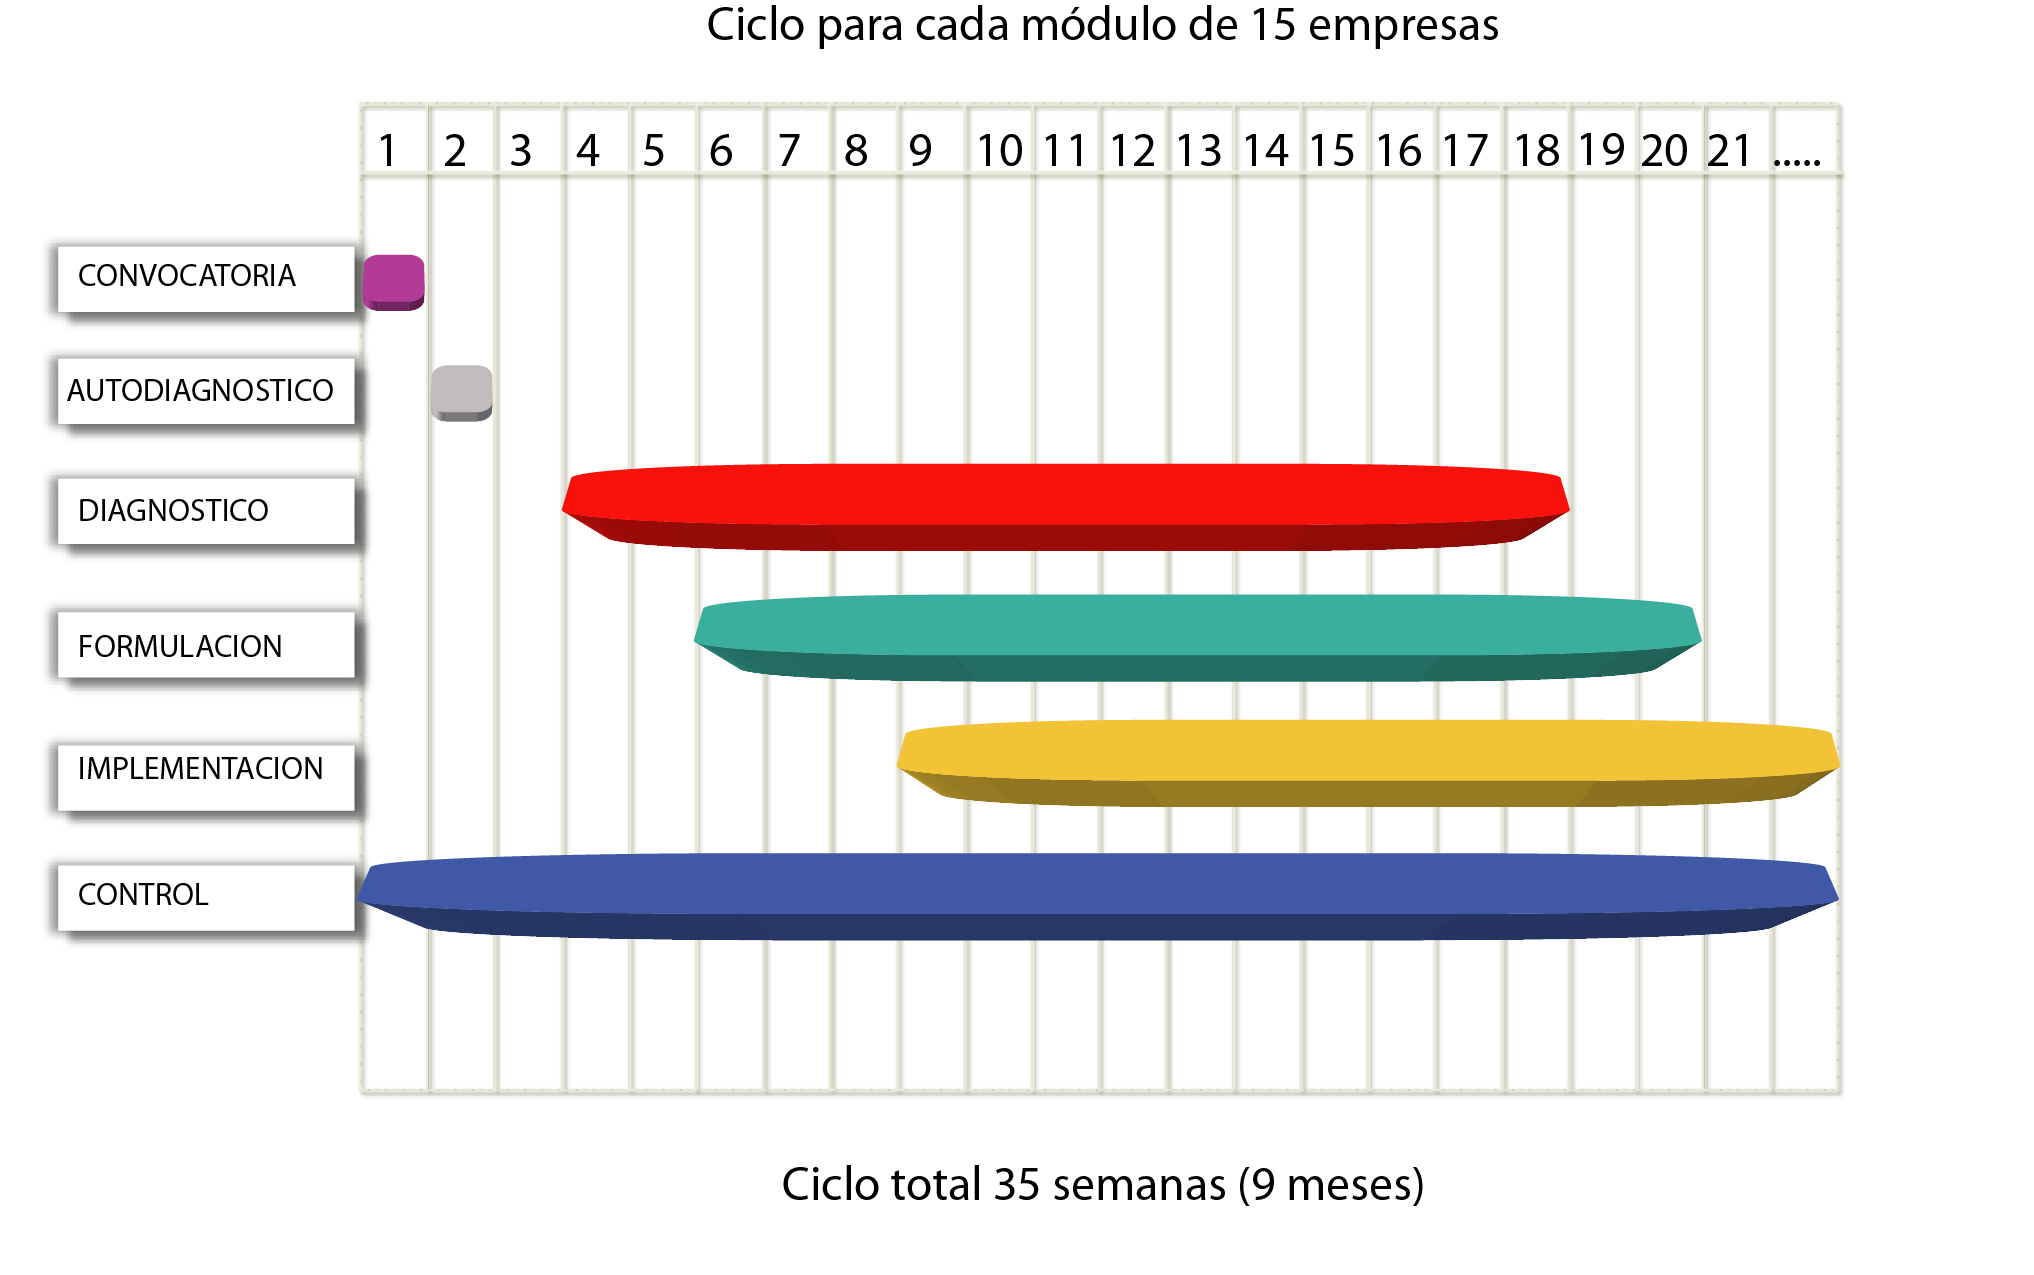 Ciclo para cada módulo de 15 empresas
1 2 3 4 5 6 7 8 9 10 11 12 13 14 15 16 17 18 19 20 21 .....
CONVOCATORIA
AUTODIAGNOSTICO
DIAGNOSTICO
FORMULACION
IMPLEMENTACION
CONTROL
Ciclo total 35 semanas (9 meses)